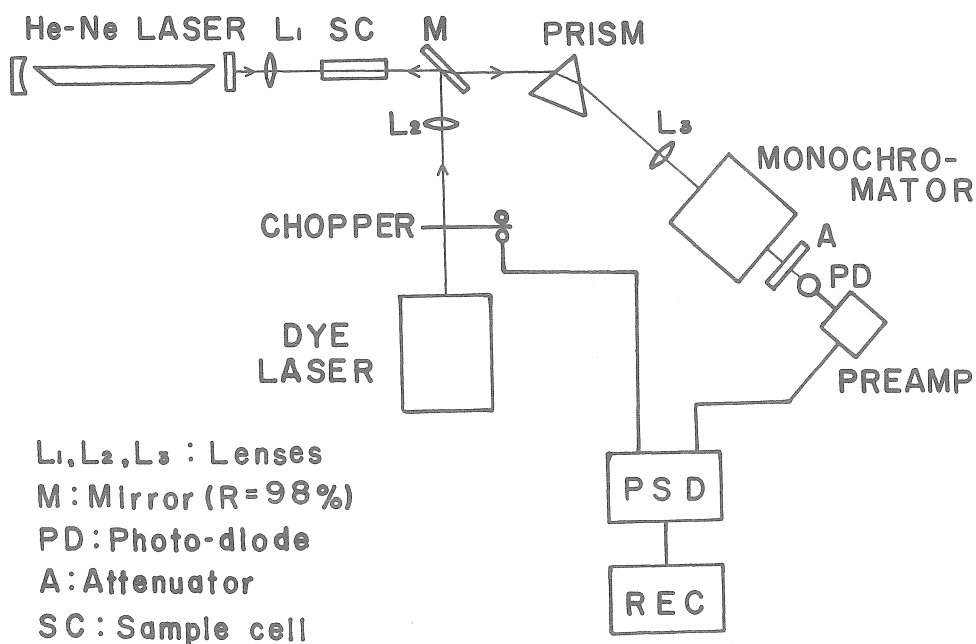 He-Ne LASER L₁ SC M
PRISM
L₂
L₃
MONOCHRO-
MATOR
CHOPPER
A
PD
DYE
LASER
PREAMP
L₁, L₂, L₃ : Lenses
M : Mirror (R=98%)
PD : Photo-diode
A : Attenuator
SC : Sample cell
PSD
REC